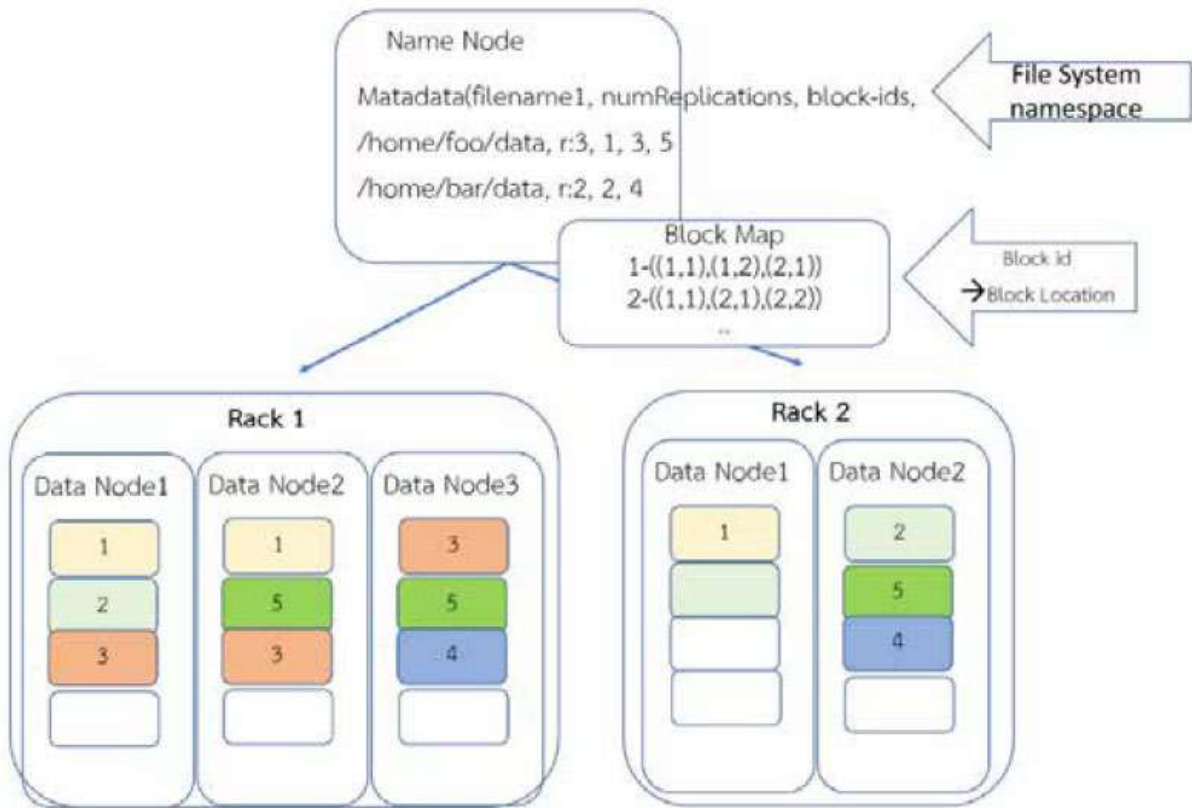 Name Node
Matadata(filename1, numReplications, block-ids,
/home/foo/data, r:3, 1, 3, 5
/home/bar/data, r:2, 2, 4
File System
namespace
Block Map
1-((1,1),(1,2),(2,1))
2-((1,1),(2,1),(2,2))
..
Block Id
→Block Location
Rack 1
Data Node1
1
2
3
Data Node2
1
5
3
Data Node3
3
5
4
Rack 2
Data Node1
1
Data Node2
2
5
4